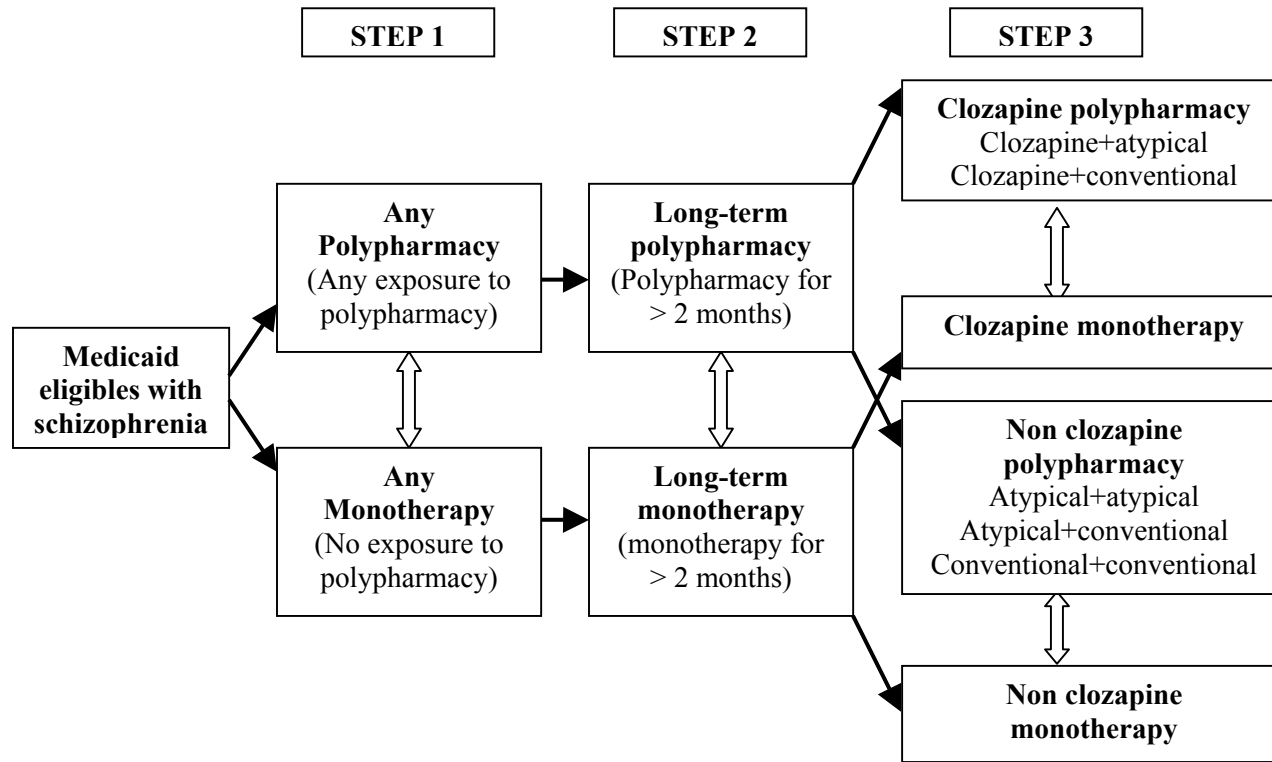 STEP 1
STEP 2
STEP 3
Medicaid
eligibles with
schizophrenia
Any
Polypharmacy
(Any exposure to
polypharmacy)
Any
Monotherapy
(No exposure to
polypharmacy)
Long-term
polypharmacy
(Polypharmacy for
> 2 months)
Long-term
monotherapy
(monotherapy for
> 2 months)
Clozapine polypharmacy
Clozapine+atypical
Clozapine+conventional
Clozapine monotherapy
Non clozapine
polypharmacy
Atypical+atypical
Atypical+conventional
Conventional+conventional
Non clozapine
monotherapy